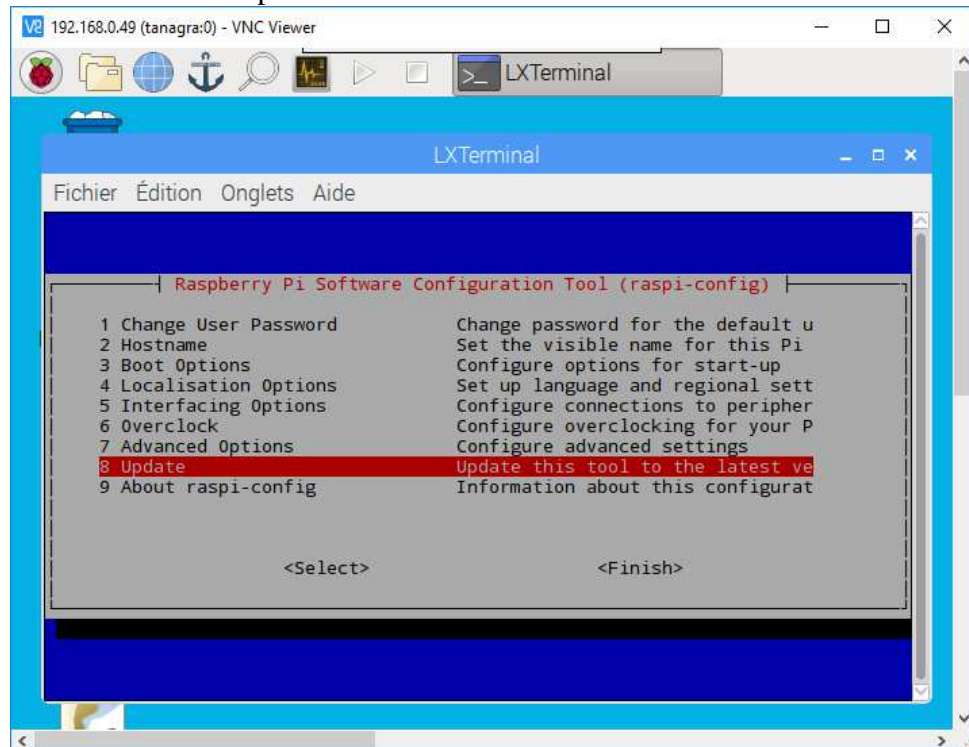 192.168.0.49 (tanagra:0) - VNC Viewer
LXTerminal
LXTerminal
Fichier Édition Onglets Aide
Raspberry Pi Software Configuration Tool (raspi-config)
1 Change User Password Change password for the default u
2 Hostname Set the visible name for this Pi
3 Boot Options Configure options for start-up
4 Localisation Options Set up language and regional sett
5 Interfacing Options Configure connections to peripher
6 Overclock Configure overclocking for your P
7 Advanced Options Configure advanced settings
8 Update Update this tool to the latest ve
9 About raspi-config Information about this configurat
<Select> <Finish>